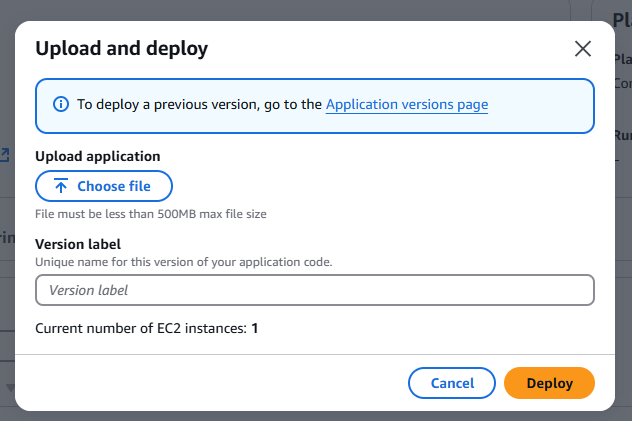 Upload and deploy
To deploy a previous version, go to the Application versions page
Upload application
Choose file
File must be less than 500MB max file size
Version label
Unique name for this version of your application code.
Version label
Current number of EC2 instances: 1
Cancel
Deploy